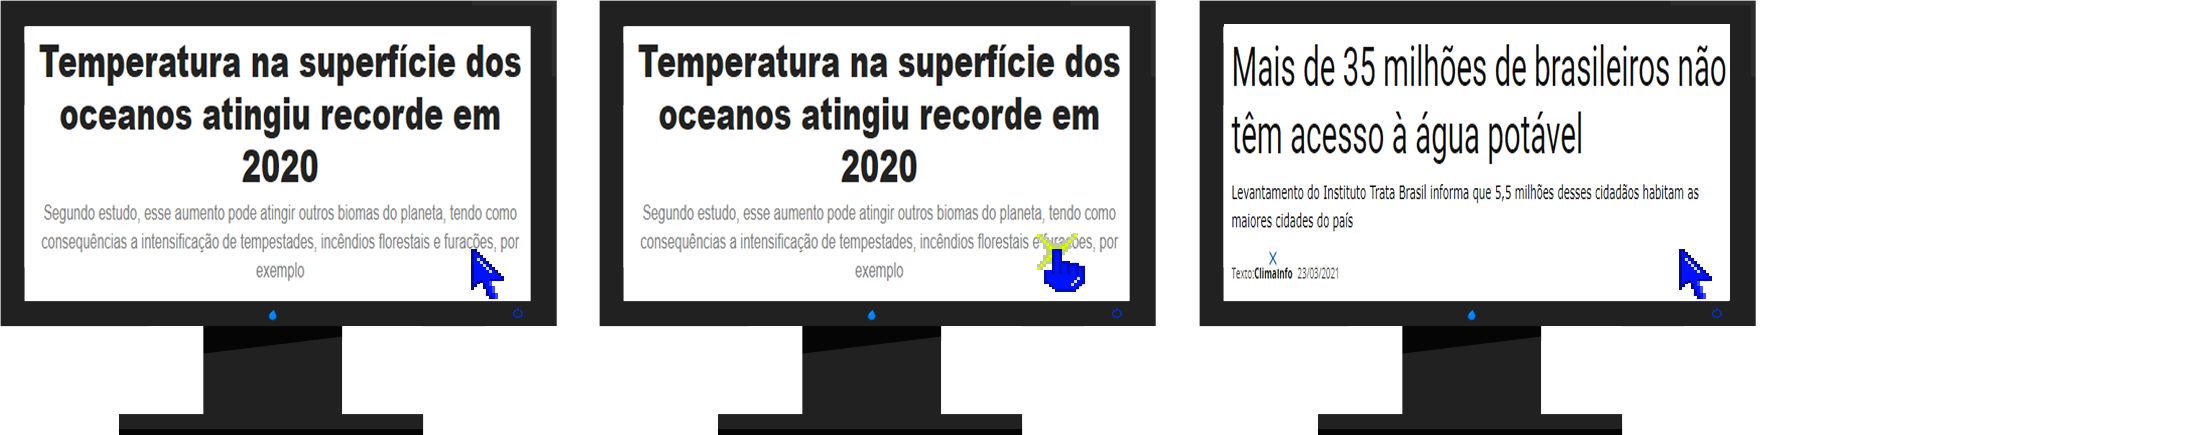 Temperatura na superfície dos
oceanos atingiu recorde em
2020
Segundo estudo, esse aumento pode atingir outros biomas do planeta, tendo como
consequências a intensificação de tempestades, incêndios florestais e furacões, por
exemplo
Temperatura na superfície dos
oceanos atingiu recorde em
2020
Segundo estudo, esse aumento pode atingir outros biomas do planeta, tendo como
consequências a intensificação de tempestades, incêndios florestais e furacões, por
exemplo
Mais de 35 milhões de brasileiros não
têm acesso à água potável
Levantamento do Instituto Trata Brasil informa que 5,5 milhões desses cidadãos habitam as
maiores cidades do país
Texto:ClimaInfo 23/03/2021